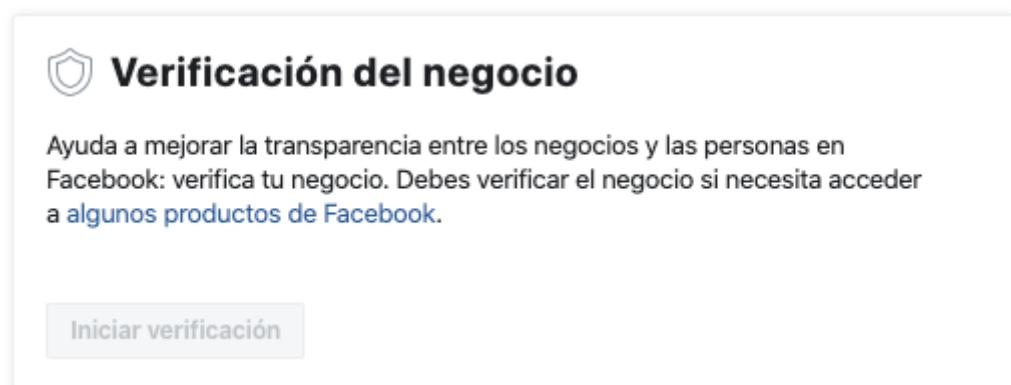 Verificación del negocio
Ayuda a mejorar la transparencia entre los negocios y las personas en
Facebook: verifica tu negocio. Debes verificar el negocio si necesita acceder
a algunos productos de Facebook.
Iniciar verificación